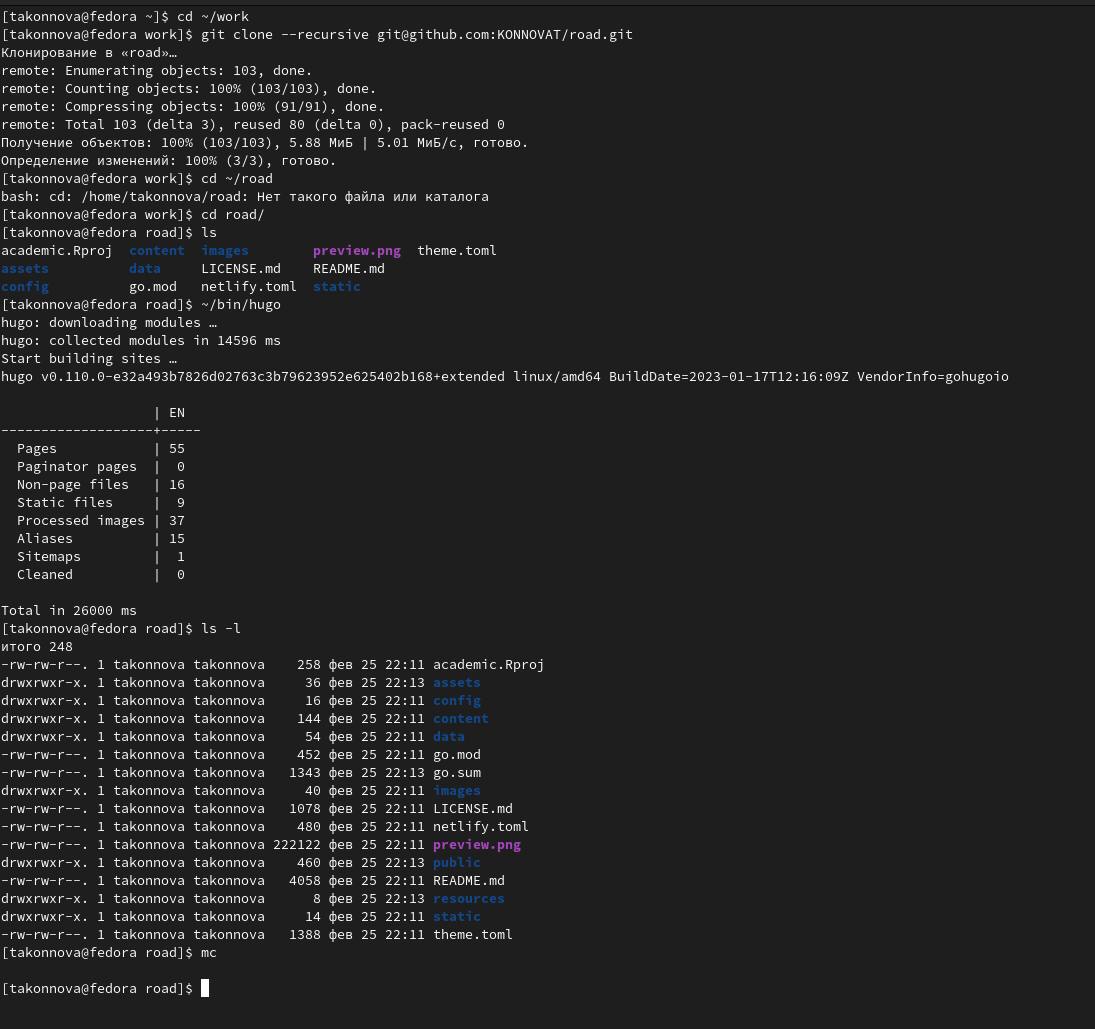 [takonnova@fedora ~]$ cd ~/work
[takonnova@fedora work]$ git clone --recursive git@github.com:KONNOVAT/road.git
Клонирование в «road»…
remote: Enumerating objects: 103, done.
remote: Counting objects: 100% (103/103), done.
remote: Compressing objects: 100% (91/91), done.
remote: Total 103 (delta 3), reused 80 (delta 0), pack-reused 0
Получение объектов: 100% (103/103), 5.88 МиБ | 5.01 МиБ/с, готово.
Определение изменений: 100% (3/3), готово.
[takonnova@fedora work]$ cd ~/road
bash: cd: /home/takonnova/road: Нет такого файла или каталога
[takonnova@fedora work]$ cd road/
[takonnova@fedora road]$ ls
academic.Rproj  content  images        preview.png  theme.toml
assets          data     LICENSE.md    README.md
config          go.mod   netlify.toml  static
[takonnova@fedora road]$ ~/bin/hugo
hugo: downloading modules …
hugo: collected modules in 14596 ms
Start building sites …
hugo v0.110.0-e32a493b7826d02763c3b79623952e625402b168+extended linux/amd64 BuildDate=2023-01-17T12:16:09Z VendorInfo=gohugoio
                   | EN
-------------------+-----
  Pages            | 55
  Paginator pages  |  0
  Non-page files   | 16
  Static files     |  9
  Processed images | 37
  Aliases          | 15
  Sitemaps         |  1
  Cleaned          |  0
Total in 26000 ms
[takonnova@fedora road]$ ls -l
итого 248
-rw-rw-r--. 1 takonnova takonnova    258 фев 25 22:11 academic.Rproj
drwxrwxr-x. 1 takonnova takonnova     36 фев 25 22:13 assets
drwxrwxr-x. 1 takonnova takonnova     16 фев 25 22:11 config
drwxrwxr-x. 1 takonnova takonnova    144 фев 25 22:11 content
drwxrwxr-x. 1 takonnova takonnova     54 фев 25 22:11 data
-rw-rw-r--. 1 takonnova takonnova    452 фев 25 22:11 go.mod
-rw-rw-r--. 1 takonnova takonnova   1343 фев 25 22:13 go.sum
drwxrwxr-x. 1 takonnova takonnova     40 фев 25 22:11 images
-rw-rw-r--. 1 takonnova takonnova   1078 фев 25 22:11 LICENSE.md
-rw-rw-r--. 1 takonnova takonnova    480 фев 25 22:11 netlify.toml
-rw-rw-r--. 1 takonnova takonnova 222122 фев 25 22:11 preview.png
drwxrwxr-x. 1 takonnova takonnova    460 фев 25 22:13 public
-rw-rw-r--. 1 takonnova takonnova   4058 фев 25 22:11 README.md
drwxrwxr-x. 1 takonnova takonnova      8 фев 25 22:13 resources
drwxrwxr-x. 1 takonnova takonnova     14 фев 25 22:11 static
-rw-rw-r--. 1 takonnova takonnova   1388 фев 25 22:11 theme.toml
[takonnova@fedora road]$ mc
[takonnova@fedora road]$